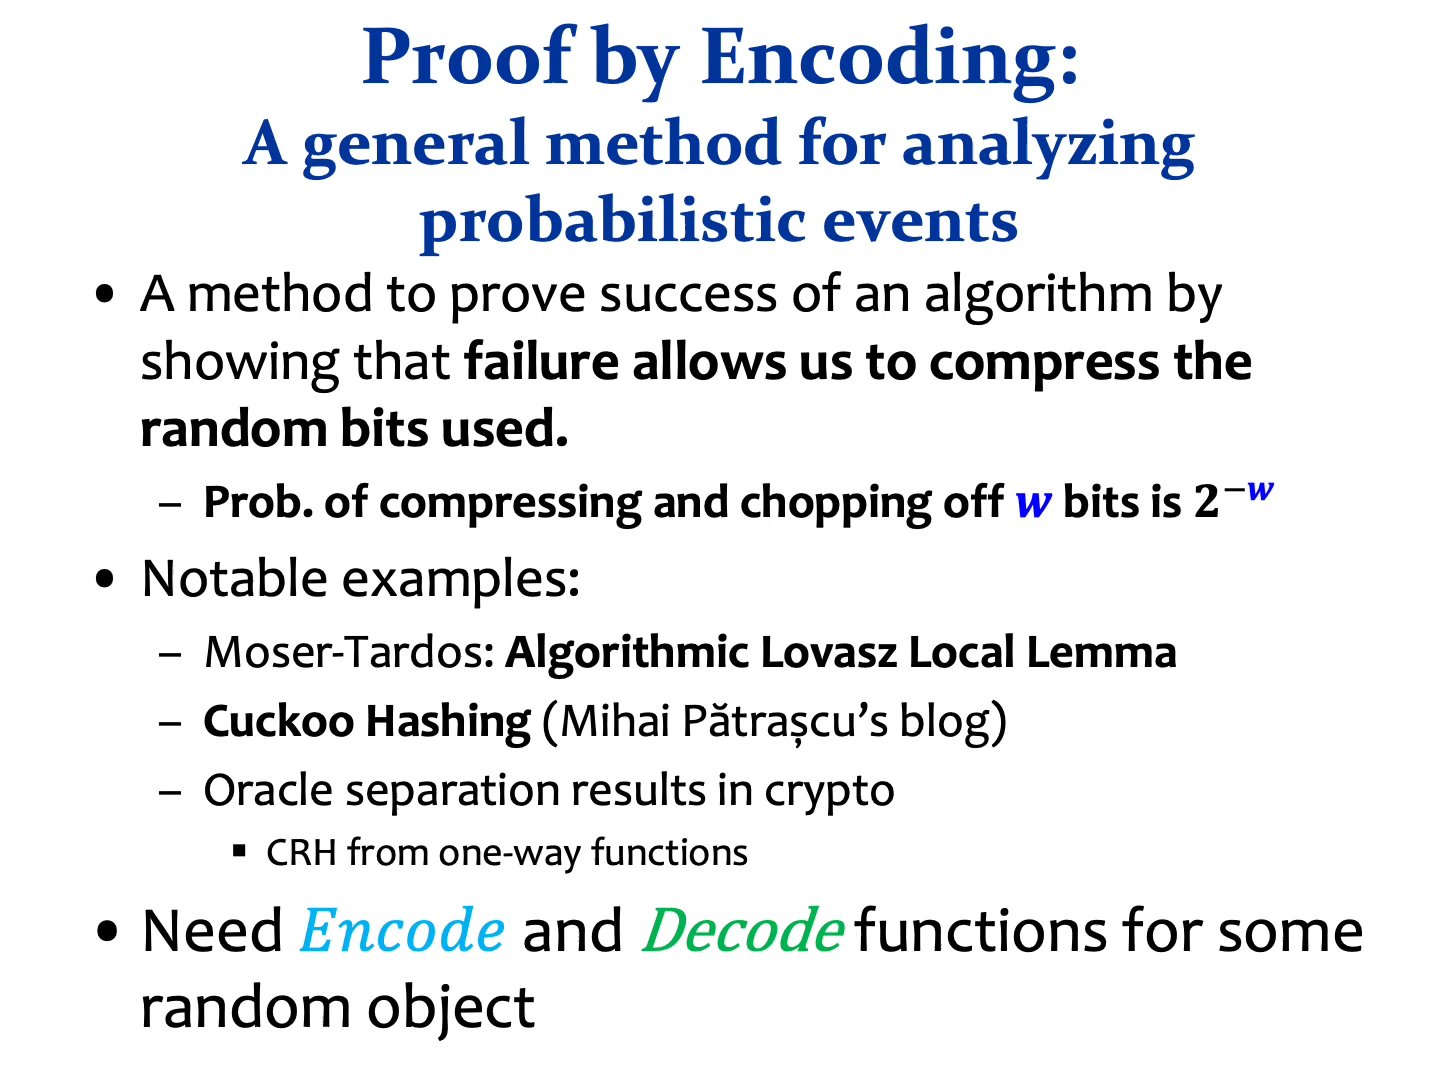 Proof by Encoding:
A general method for analyzing
probabilistic events
• A method to prove success of an algorithm by
showing that failure allows us to compress the
random bits used.
– Prob. of compressing and chopping off w bits is 2^{−w}
• Notable examples:
– Moser-Tardos: Algorithmic Lovasz Local Lemma
– Cuckoo Hashing (Mihai Pătrașcu’s blog)
– Oracle separation results in crypto
▪ CRH from one-way functions
• Need Encode and Decode functions for some
random object